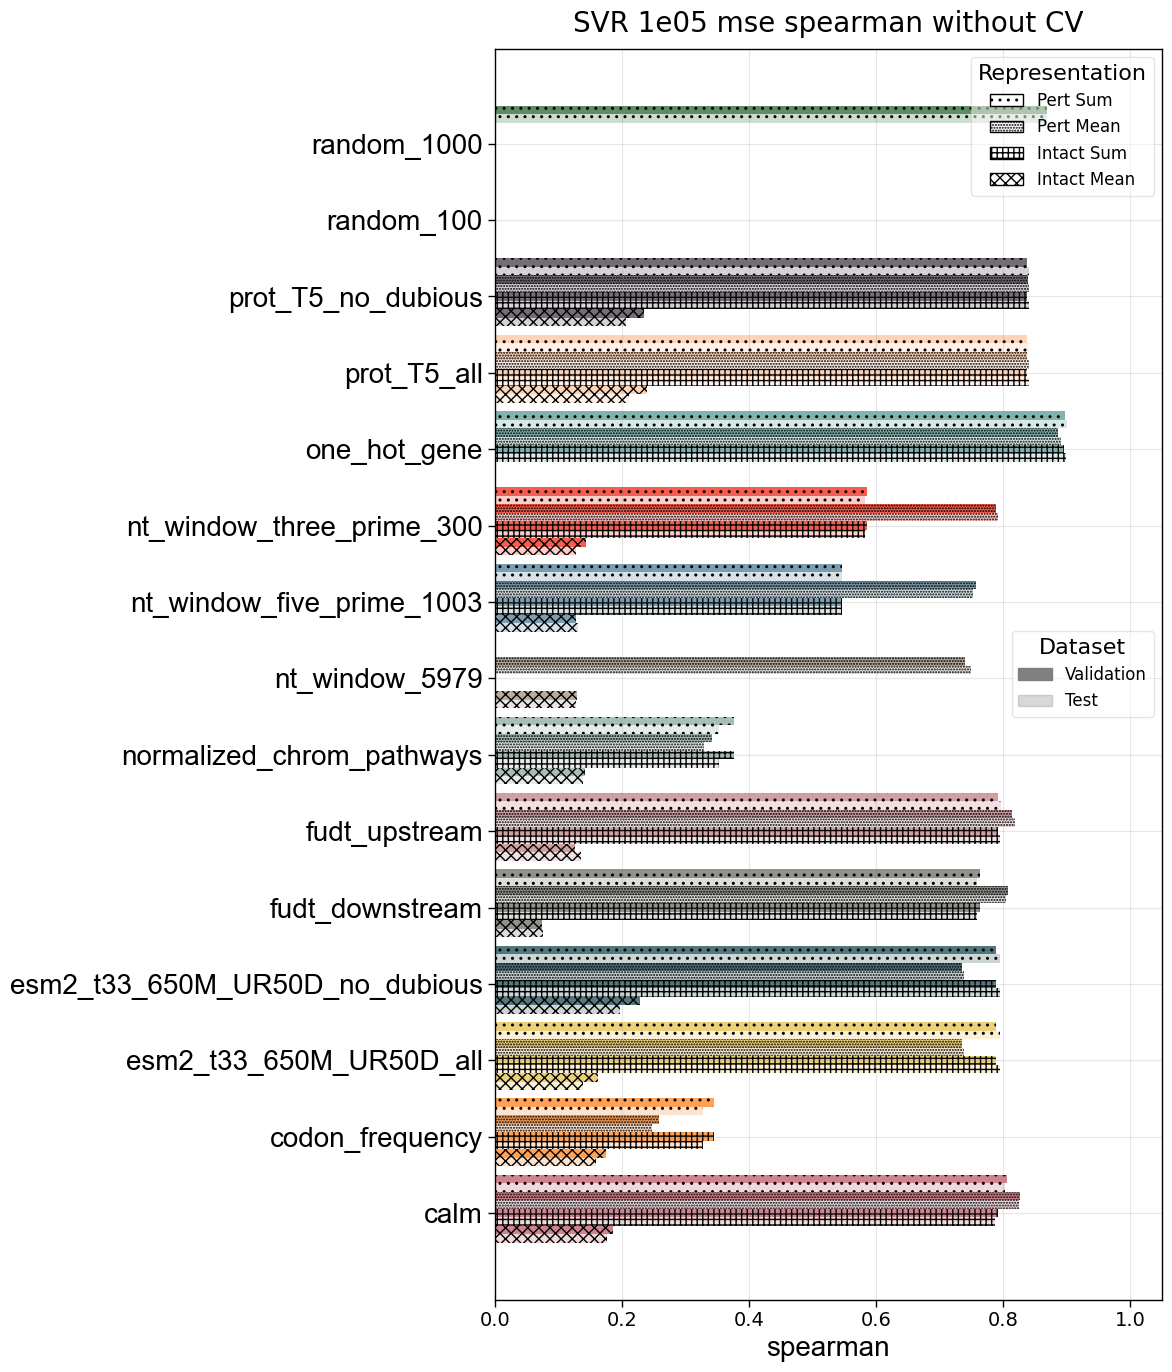 SVR 1e05 mse spearman without CV
Representation
Pert Sum
Pert Mean
Intact Sum
Intact Mean
random_1000
random_100
prot_T5_no_dubious
prot_T5_all
one_hot_gene
nt_window_three_prime_300
nt_window_five_prime_1003
Dataset
Validation
Test
nt_window_5979
normalized_chrom_pathways
fudt_upstream
fudt_downstream
esm2_t33_650M_UR50D_no_dubious
esm2_t33_650M_UR50D_all
codon_frequency
calm
0.0 0.2 0.4 0.6 0.8 1.0
spearman